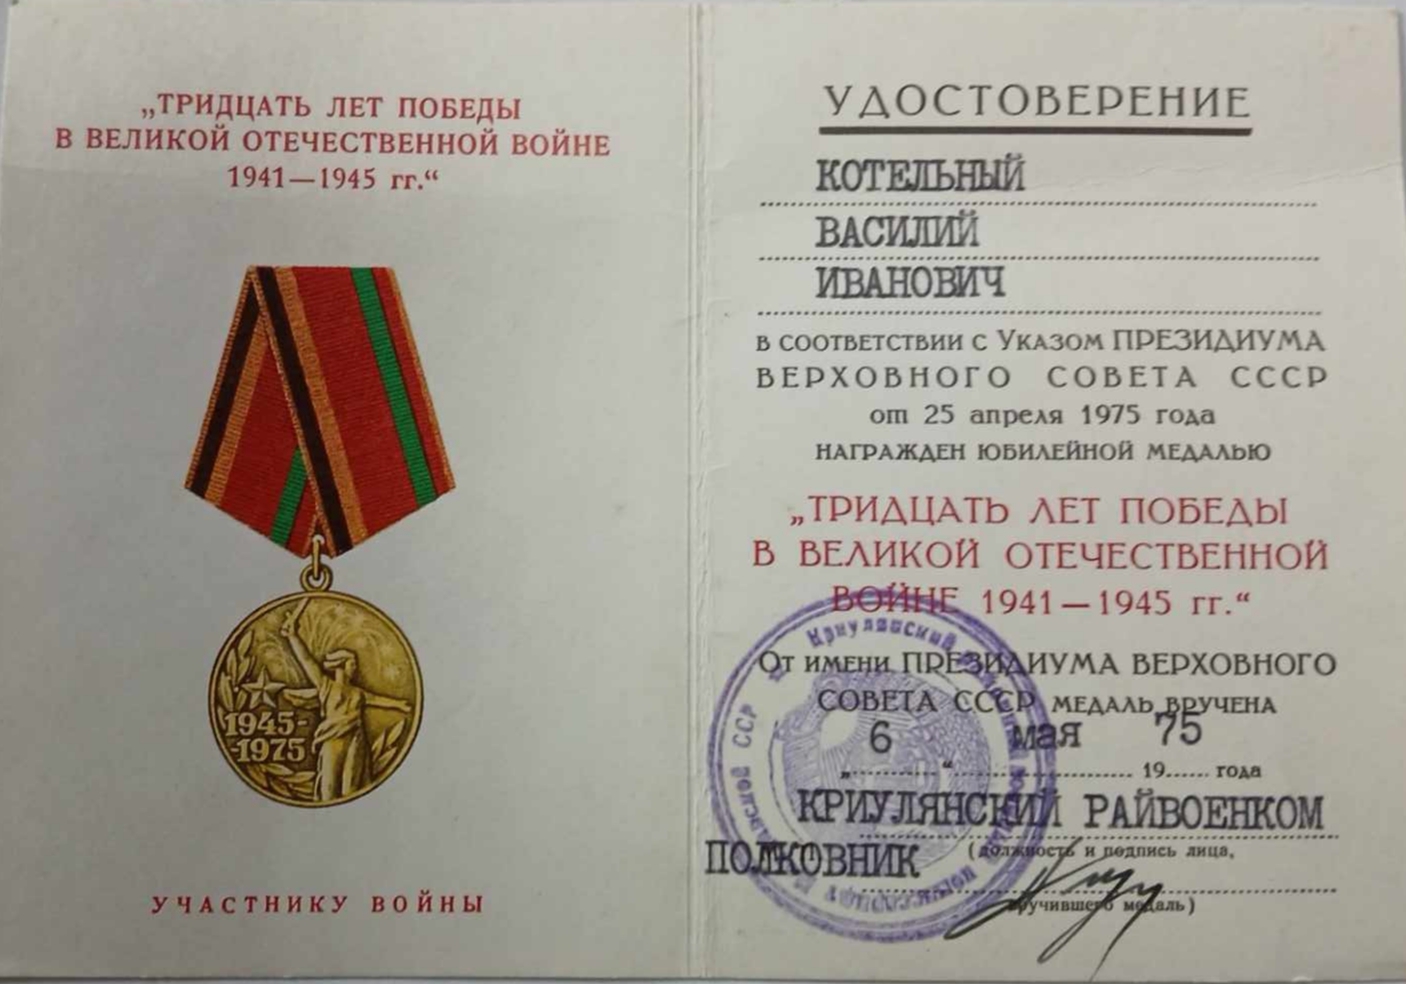 „ТРИДЦАТЬ ЛЕТ ПОБЕДЫ
В ВЕЛИКОЙ ОТЕЧЕСТВЕННОЙ ВОЙНЕ
1941—1945 гг.“
1945-
-1975
УЧАСТНИКУ ВОЙНЫ
УДОСТОВЕРЕНИЕ
КОТЕЛЬНЫЙ
ВАСИЛИЙ
ИВАНОВИЧ
В СООТВЕТСТВИИ С УКАЗОМ ПРЕЗИДИУМА
ВЕРХОВНОГО СОВЕТА СССР
от 25 апреля 1975 года
НАГРАЖДЕН ЮБИЛЕЙНОЙ МЕДАЛЬЮ
„ТРИДЦАТЬ ЛЕТ ПОБЕДЫ
В ВЕЛИКОЙ ОТЕЧЕСТВЕННОЙ
ВОЙНЕ 1941—1945 гг.“
От имени ПРЕЗИДИУМА ВЕРХОВНОГО
СОВЕТА СССР МЕДАЛЬ ВРУЧЕНА
„6“ мая 1975 года
КРИУЛЯНСКИЙ РАЙВОЕНКОМ
(должность и подпись лица,
ПОЛКОВНИК
вручившего медаль)
Криулянский
ССР